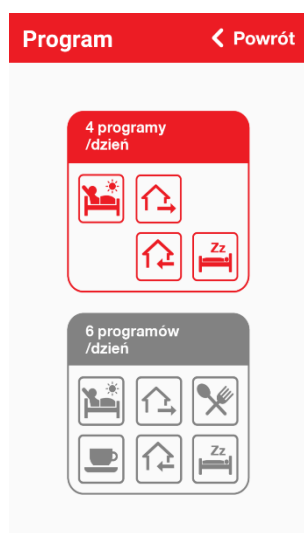 Program
Powrót
4 programy
/dzień
Zz
6 programów
/dzień
Zz